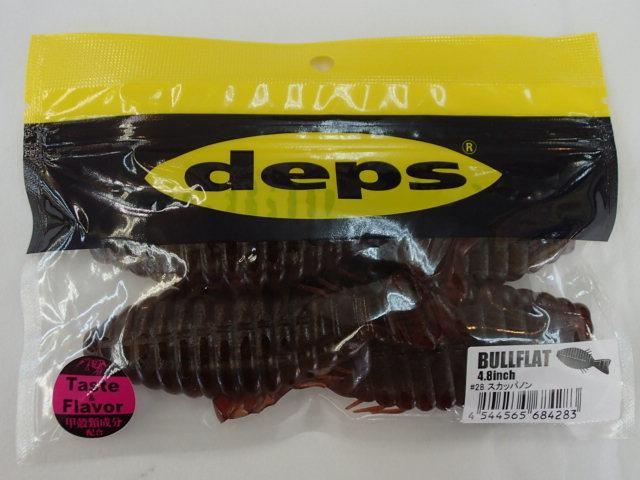 deps®
BULLFLAT
4.8inch
#28 スカッパノン
4 544565 684283
Taste
&
Flavor
甲殻類成分
配合